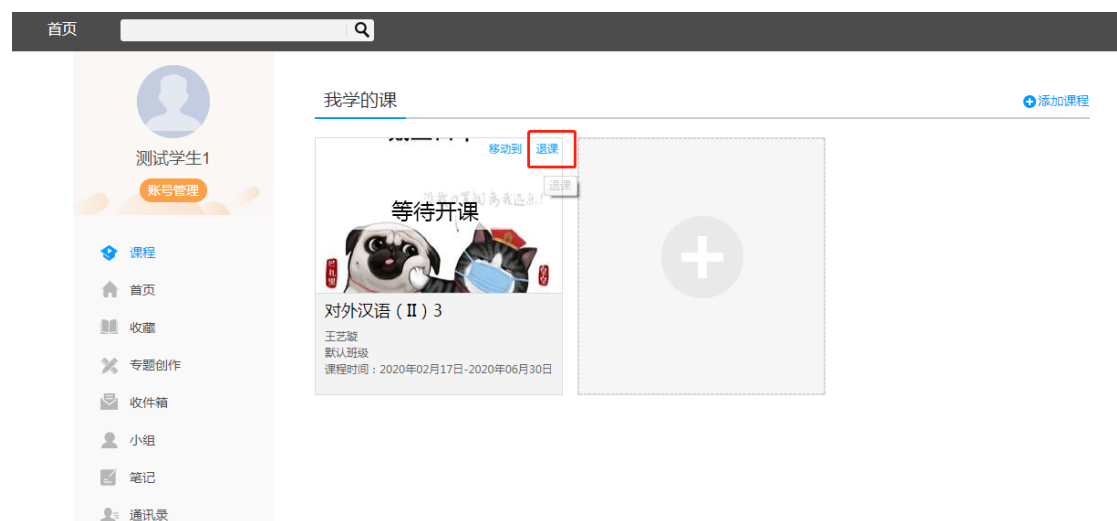 首页
测试学生1
账号管理
课程
首页
收藏
专题创作
收件箱
小组
笔记
通讯录
我学的课
添加课程
移动到 退课
退课
等待开课
对外汉语（II）3
王艺璇
默认班级
课程时间：2020年02月17日-2020年06月30日